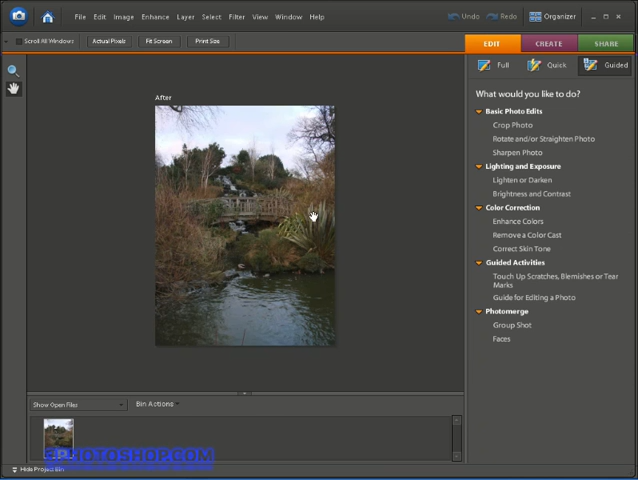 File Edit Image Enhance Layer Select Filter View Window Help Undo Redo Organizer
Scroll All Windows Actual Pixels Fit Screen Print Size EDIT CREATE SHARE
Full Quick Guided
What would you like to do?
After
Basic Photo Edits
Crop Photo
Rotate and/or Straighten Photo
Sharpen Photo
Lighting and Exposure
Lighten or Darken
Brightness and Contrast
Color Correction
Enhance Colors
Remove a Color Cast
Correct Skin Tone
Guided Activities
Touch Up Scratches, Blemishes or Tear
Marks
Guide for Editing a Photo
Photomerge
Group Shot
Faces
Show Open Files Bin Actions
Hide Project Bin